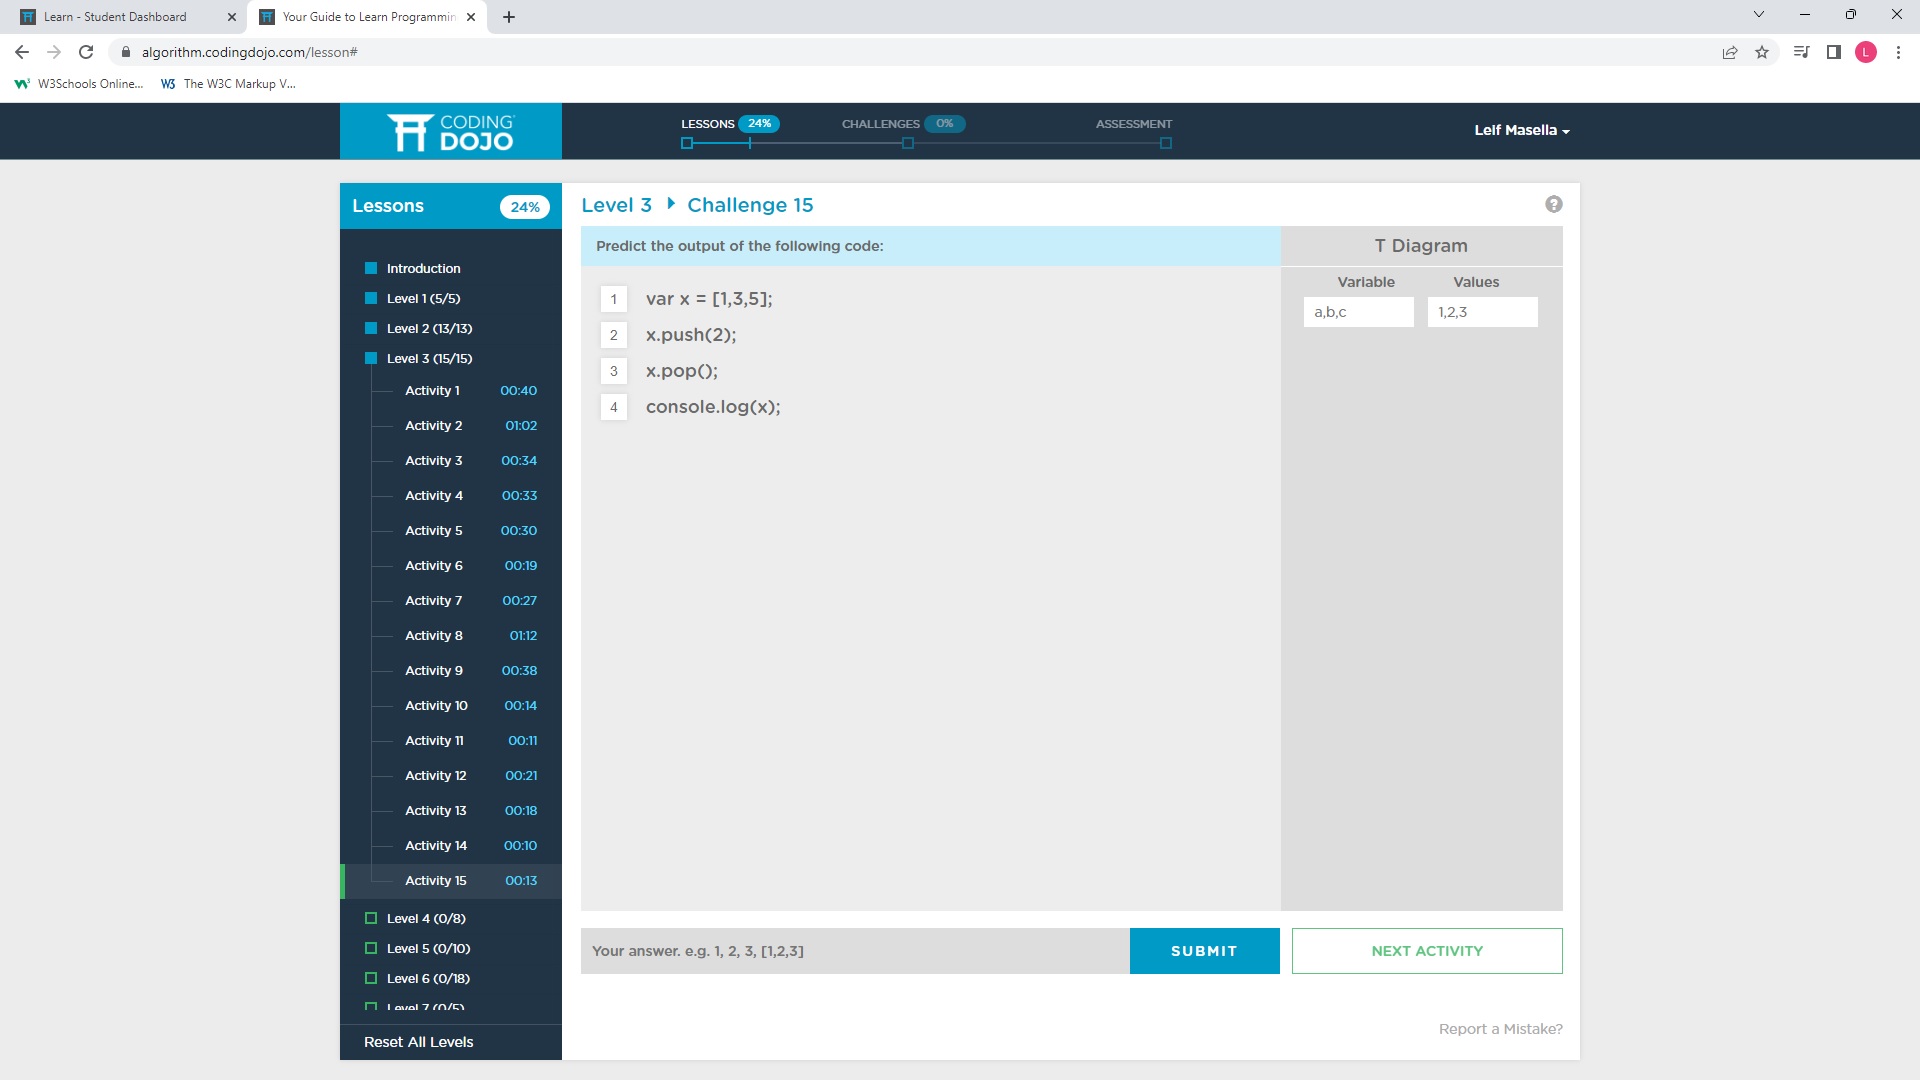 Learn - Student Dashboard
Your Guide to Learn Programmin
algorithm.codingdojo.com/lesson#
L
W3Schools Online...
The W3C Markup V...
CODING
DOJO
LESSONS 24%
CHALLENGES 0%
ASSESSMENT
Leif Masella
Lessons 24%
Introduction
Level 1 (5/5)
Level 2 (13/13)
Level 3 (15/15)
Activity 1 00:40
Activity 2 01:02
Activity 3 00:34
Activity 4 00:33
Activity 5 00:30
Activity 6 00:19
Activity 7 00:27
Activity 8 01:12
Activity 9 00:38
Activity 10 00:14
Activity 11 00:11
Activity 12 00:21
Activity 13 00:18
Activity 14 00:10
Activity 15 00:13
Level 4 (0/8)
Level 5 (0/10)
Level 6 (0/18)
Level 7 (0/5)
Reset All Levels
Level 3 Challenge 15
?
Predict the output of the following code:
1 var x = [1,3,5];
2 x.push(2);
3 x.pop();
4 console.log(x);
T Diagram
Variable Values
a,b,c 1,2,3
Your answer. e.g. 1, 2, 3, [1,2,3]
SUBMIT
NEXT ACTIVITY
Report a Mistake?